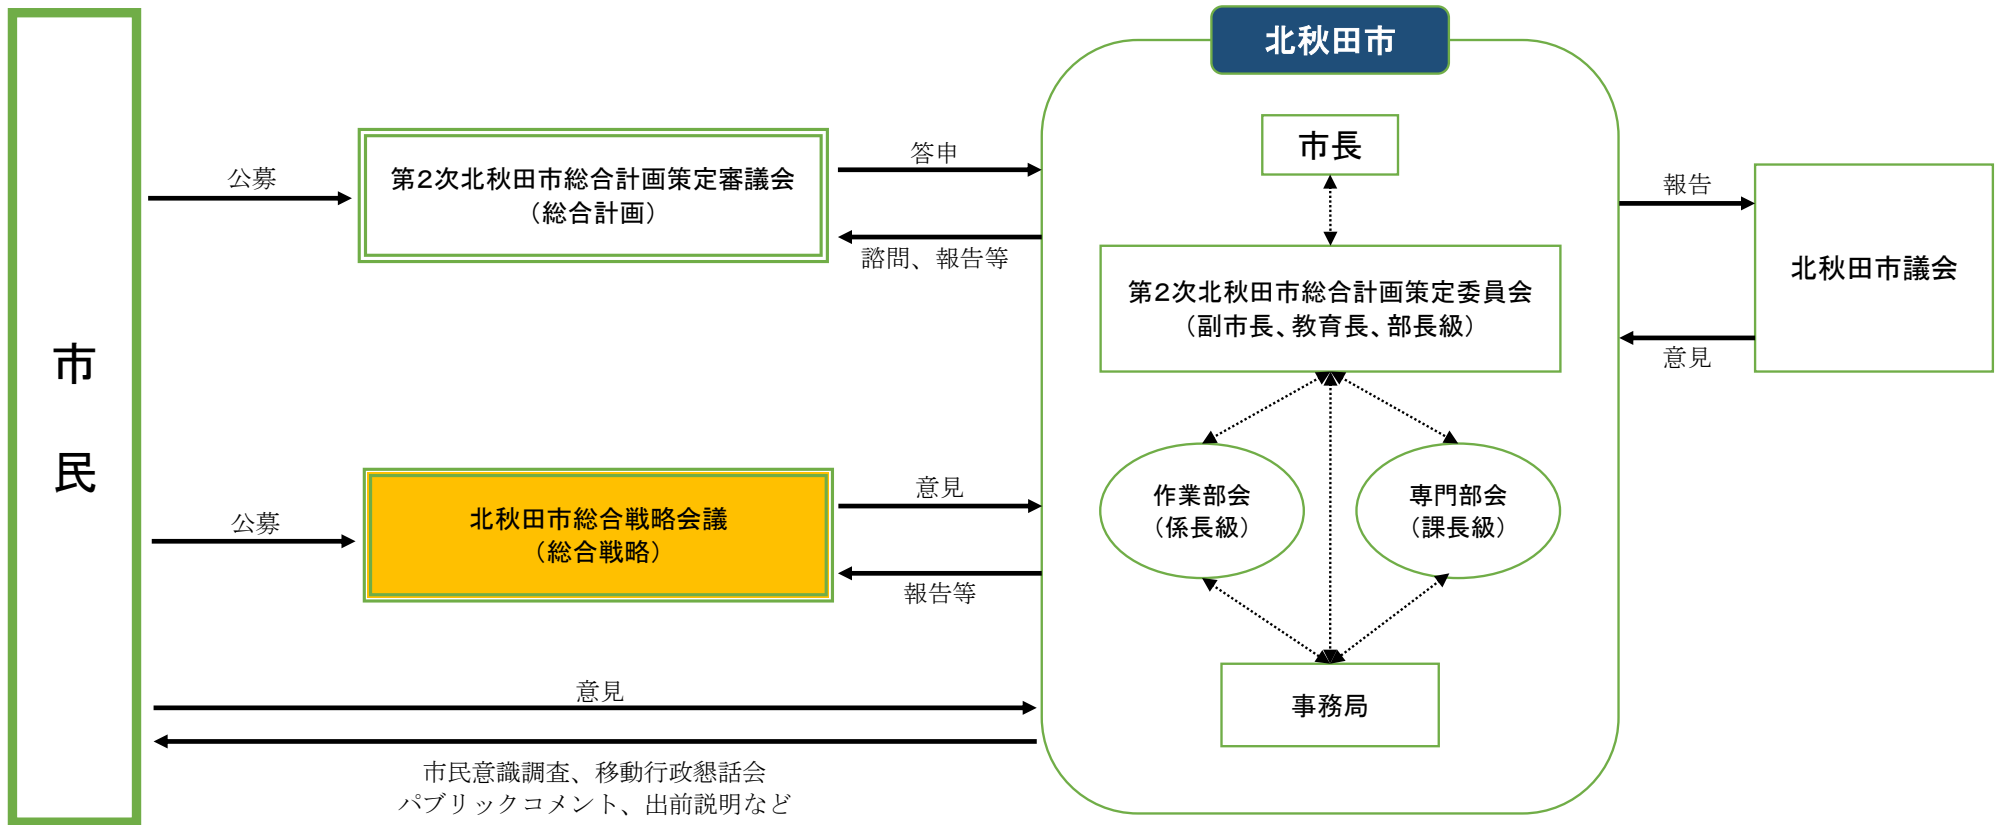 北秋田市
市
民
公募
第2次北秋田市総合計画策定審議会
（総合計画）
答申
諮問、報告等
市長
第2次北秋田市総合計画策定委員会
（副市長、教育長、部長級）
報告
北秋田市議会
意見
公募
北秋田市総合戦略会議
（総合戦略）
意見
報告等
作業部会
（係長級）
専門部会
（課長級）
事務局
意見
市民意識調査、移動行政懇話会
パブリックコメント、出前説明など